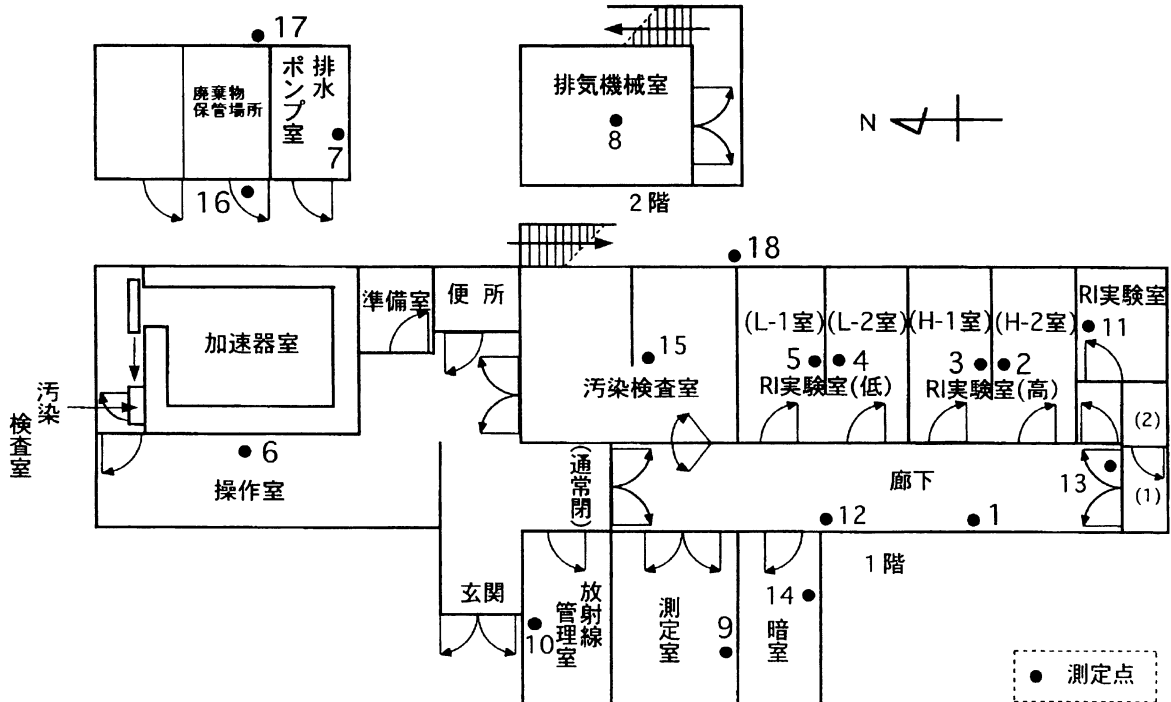 17
廃棄物
保管場所
排水
ポンプ室
7
16
排気機械室
8
2階
N
18
加速器室
準備室
便 所
汚染
検査室
6
操作室
15
汚染検査室
(L-1室)
(L-2室)
(H-1室)
(H-2室)
5
4
3
2
RI実験室(低)
RI実験室(高)
RI実験室
11
(2)
(1)
(通常閉)
廊下
13
12
1
1階
玄関
放射線
管理室
10
測定室
9
14
暗室
測定点